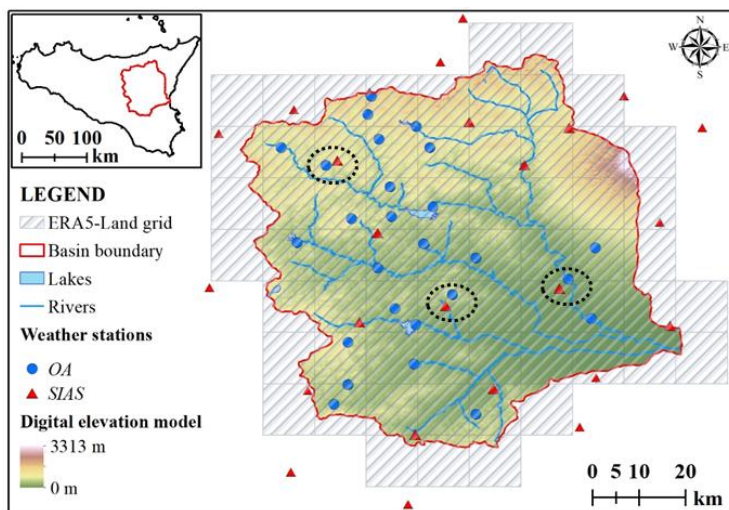 N
W E
S
0 50 100
km
LEGEND
ERA5-Land grid
Basin boundary
Lakes
Rivers
Weather stations
OA
SIAS
Digital elevation model
3313 m
0 m
0 5 10 20
km